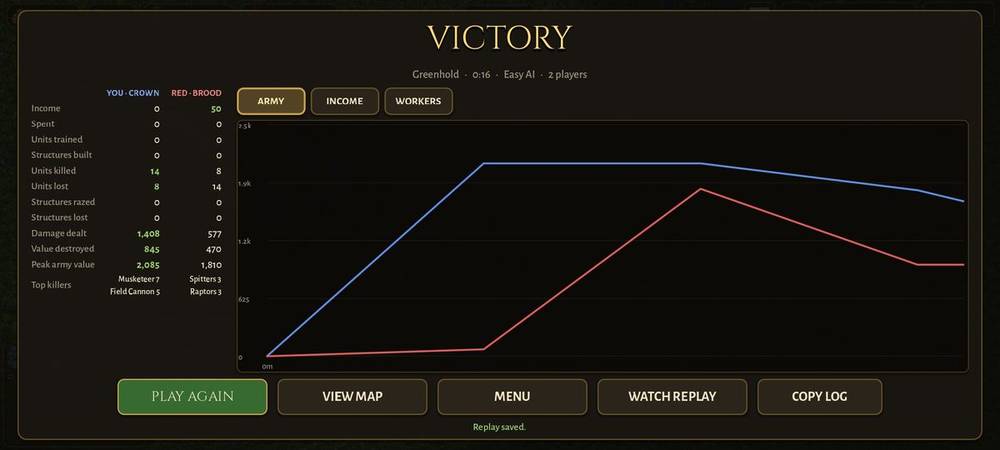 VICTORY
Greenhold · 0:16 · Easy AI · 2 players
YOU · CROWN RED · BROOD
Income 0 50
Spent 0 0
Units trained 0 0
Structures built 0 0
Units killed 14 8
Units lost 8 14
Structures razed 0 0
Structures lost 0 0
Damage dealt 1,408 577
Value destroyed 845 470
Peak army value 2,085 1,810
Top killers Musketeer 7 Spitters 3
Field Cannon 5 Raptors 3
ARMY INCOME WORKERS
2.5k
1.9k
1.2k
625
0
0m
PLAY AGAIN VIEW MAP MENU WATCH REPLAY COPY LOG
Replay saved.